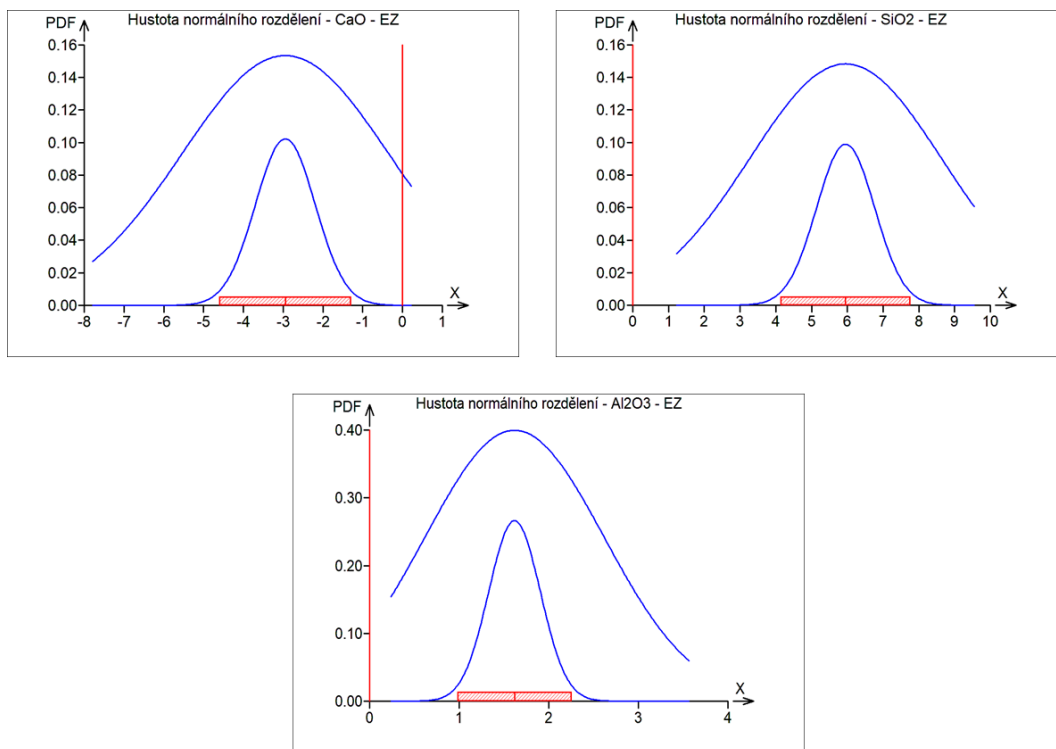 Hustota normálního rozdělení - CaO - EZ
PDF
0.16
0.14
0.12
0.10
0.08
0.06
0.04
0.02
0.00
X
-8 -7 -6 -5 -4 -3 -2 -1 0 1
Hustota normálního rozdělení - SiO2 - EZ
PDF
0.16
0.14
0.12
0.10
0.08
0.06
0.04
0.02
0.00
X
0 1 2 3 4 5 6 7 8 9 10
Hustota normálního rozdělení - Al2O3 - EZ
PDF
0.40
0.30
0.20
0.10
0.00
X
0 1 2 3 4